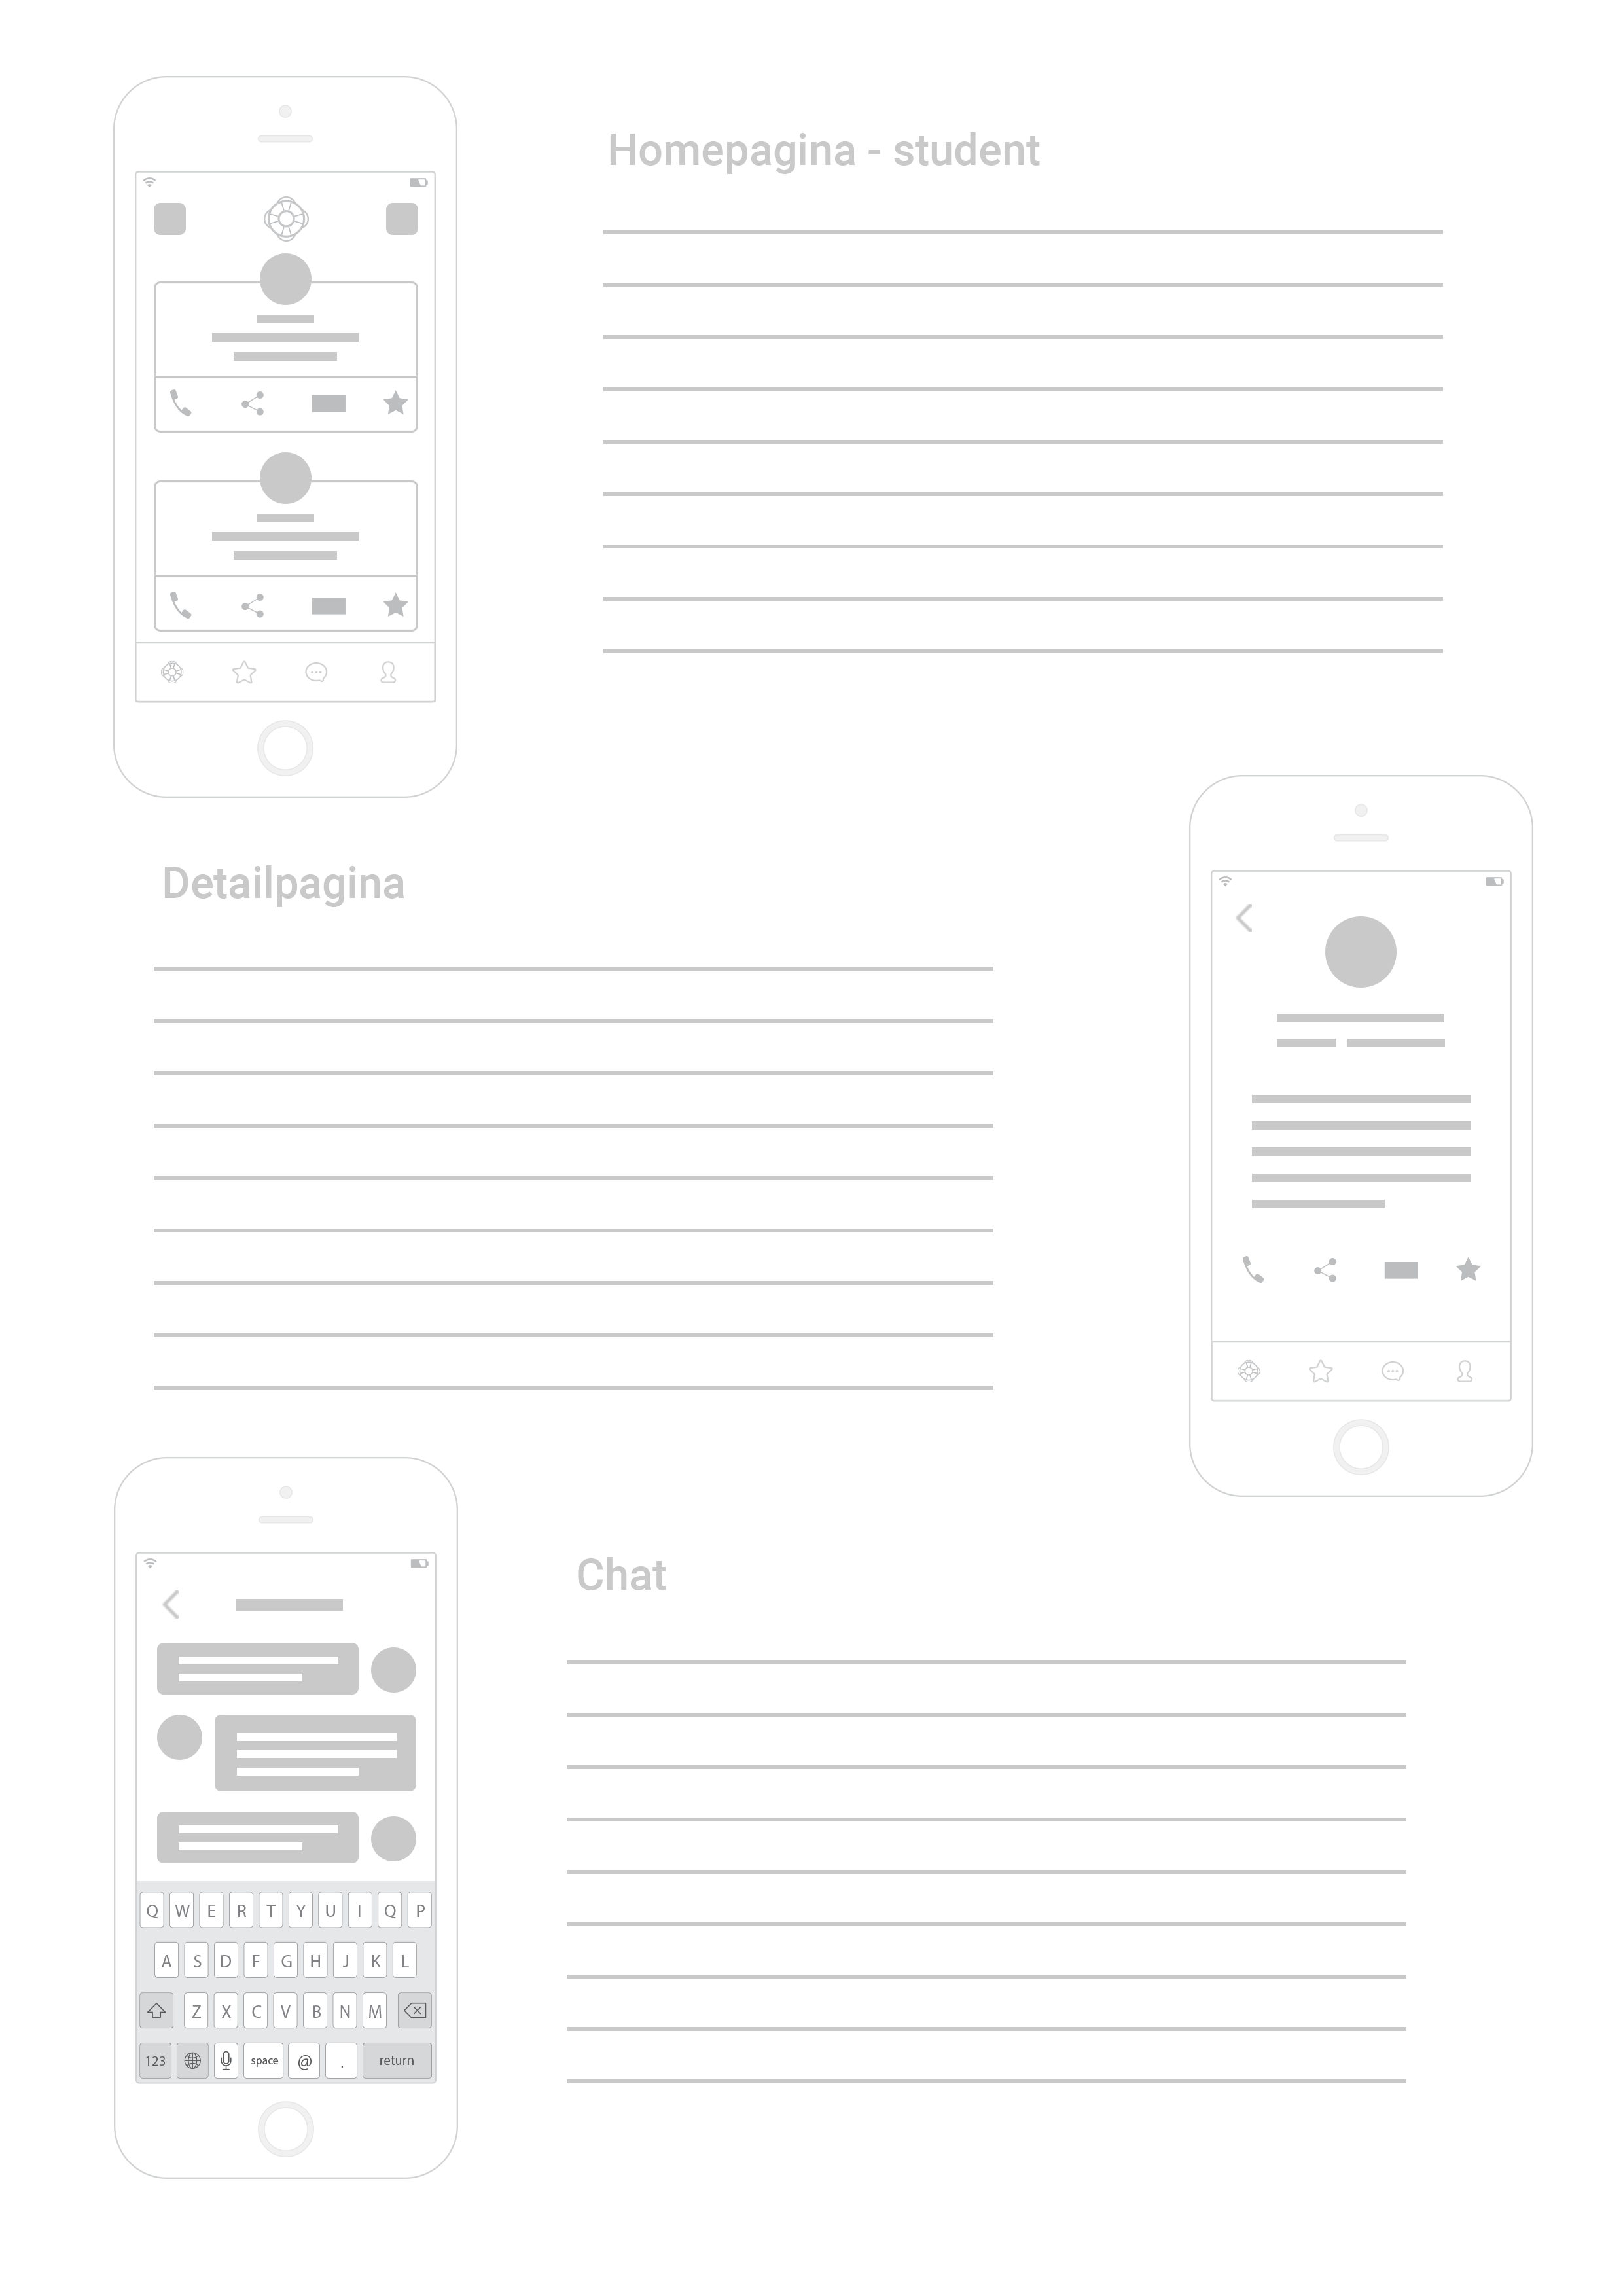 Homepagina - student
Detailpagina
Chat
Q W E R T Y U I Q P
A S D F G H J K L
Z X C V B N M
123 space @ . return